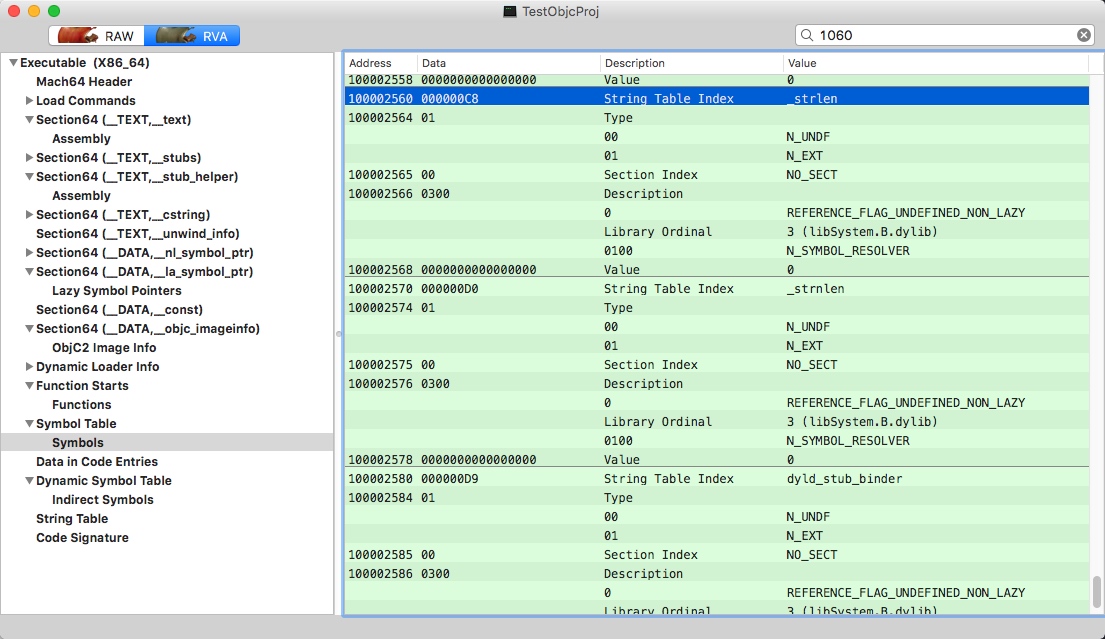 TestObjcProj
RAW RVA 1060
Executable (X86_64)
Mach64 Header
Load Commands
Section64 (__TEXT,__text)
Assembly
Section64 (__TEXT,__stubs)
Section64 (__TEXT,__stub_helper)
Assembly
Section64 (__TEXT,__cstring)
Section64 (__TEXT,__unwind_info)
Section64 (__DATA,__nl_symbol_ptr)
Section64 (__DATA,__la_symbol_ptr)
Lazy Symbol Pointers
Section64 (__DATA,__const)
Section64 (__DATA,__objc_imageinfo)
ObjC2 Image Info
Dynamic Loader Info
Function Starts
Functions
Symbol Table
Symbols
Data in Code Entries
Dynamic Symbol Table
Indirect Symbols
String Table
Code Signature
Address Data Description Value
100002558 0000000000000000 Value 0
100002560 000000C8 String Table Index _strlen
100002564 01 Type
00 N_UNDF
01 N_EXT
100002565 00 Section Index NO_SECT
100002566 0300 Description
0 REFERENCE_FLAG_UNDEFINED_NON_LAZY
Library Ordinal 3 (libSystem.B.dylib)
0100 N_SYMBOL_RESOLVER
100002568 0000000000000000 Value 0
100002570 000000D0 String Table Index _strnlen
100002574 01 Type
00 N_UNDF
01 N_EXT
100002575 00 Section Index NO_SECT
100002576 0300 Description
0 REFERENCE_FLAG_UNDEFINED_NON_LAZY
Library Ordinal 3 (libSystem.B.dylib)
0100 N_SYMBOL_RESOLVER
100002578 0000000000000000 Value 0
100002580 000000D9 String Table Index dyld_stub_binder
100002584 01 Type
00 N_UNDF
01 N_EXT
100002585 00 Section Index NO_SECT
100002586 0300 Description
0 REFERENCE_FLAG_UNDEFINED_NON_LAZY
Library Ordinal 3 (libSystem.B.dylib)